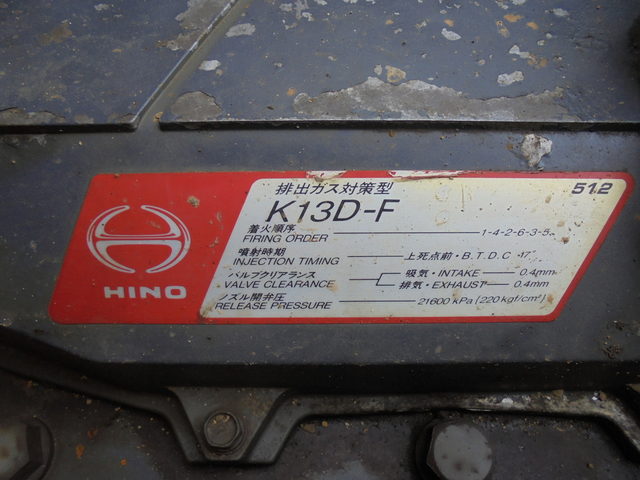 排出ガス対策型
51.2
K13D-F
着火順序
FIRING ORDER 1-4-2-6-3-5
噴射時期
INJECTION TIMING 上死点前・B.T.D.C 17°
バルブクリアランス 吸気・INTAKE 0.4mm
VALVE CLEARANCE 排気・EXHAUST 0.4mm
ノズル開弁圧
RELEASE PRESSURE 21600 kPa {220 kgf/cm²}
HINO